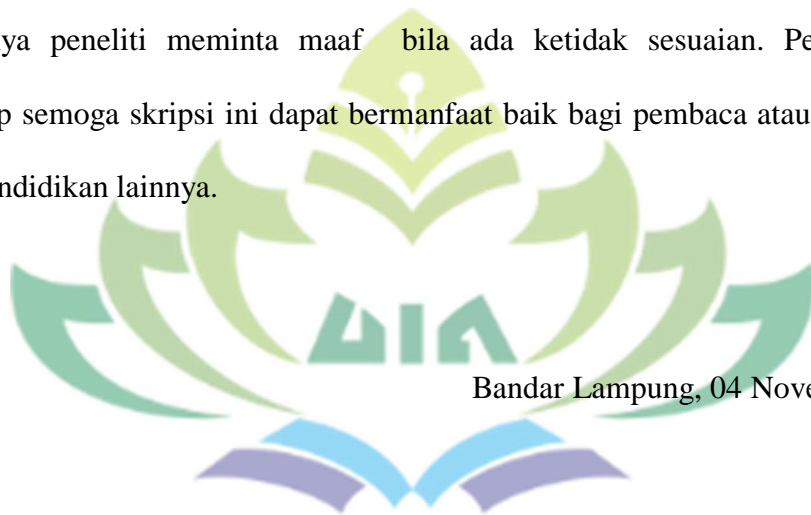 ya peneliti meminta maaf bila ada ketidak sesuaian. Pe
p semoga skripsi ini dapat bermanfaat baik bagi pembaca atau
ndidikan lainnya.
UIN
Bandar Lampung, 04 Nove